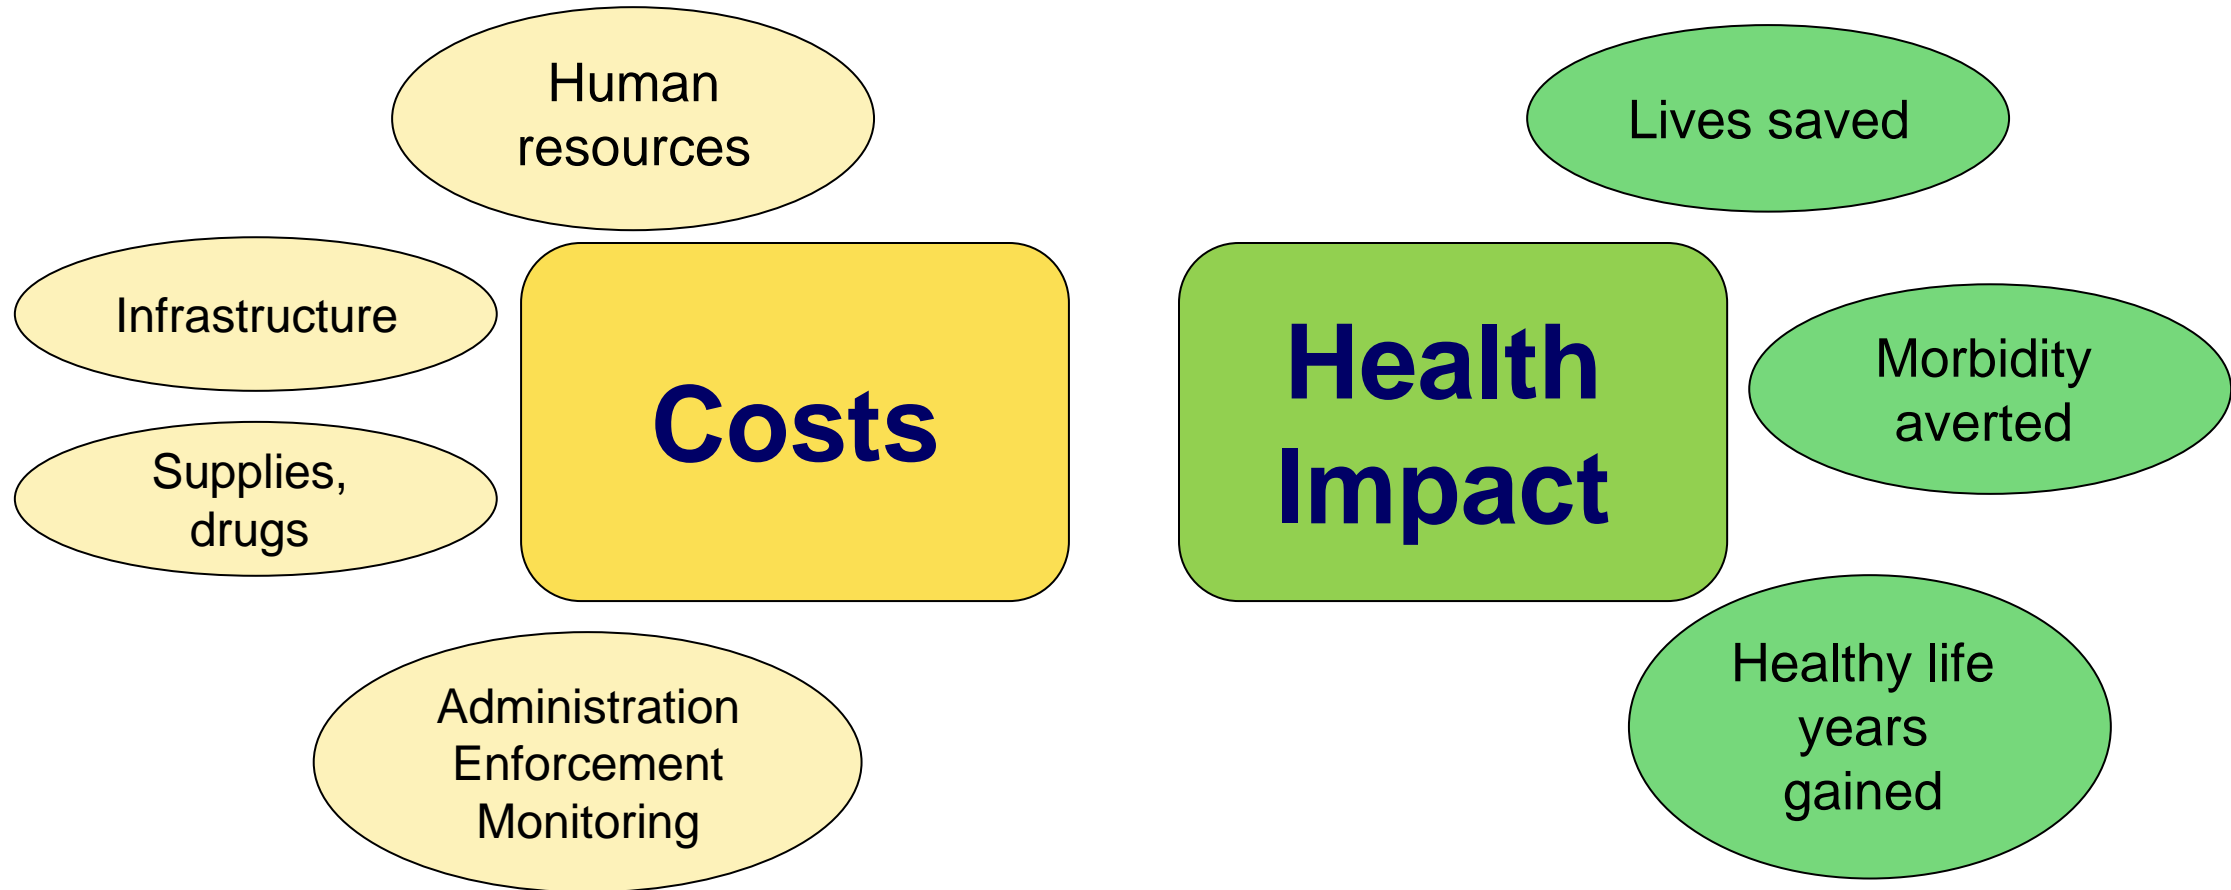 Human
resources
Infrastructure
Supplies,
drugs
Administration
Enforcement
Monitoring
Costs
Health
Impact
Lives saved
Morbidity
averted
Healthy life
years
gained